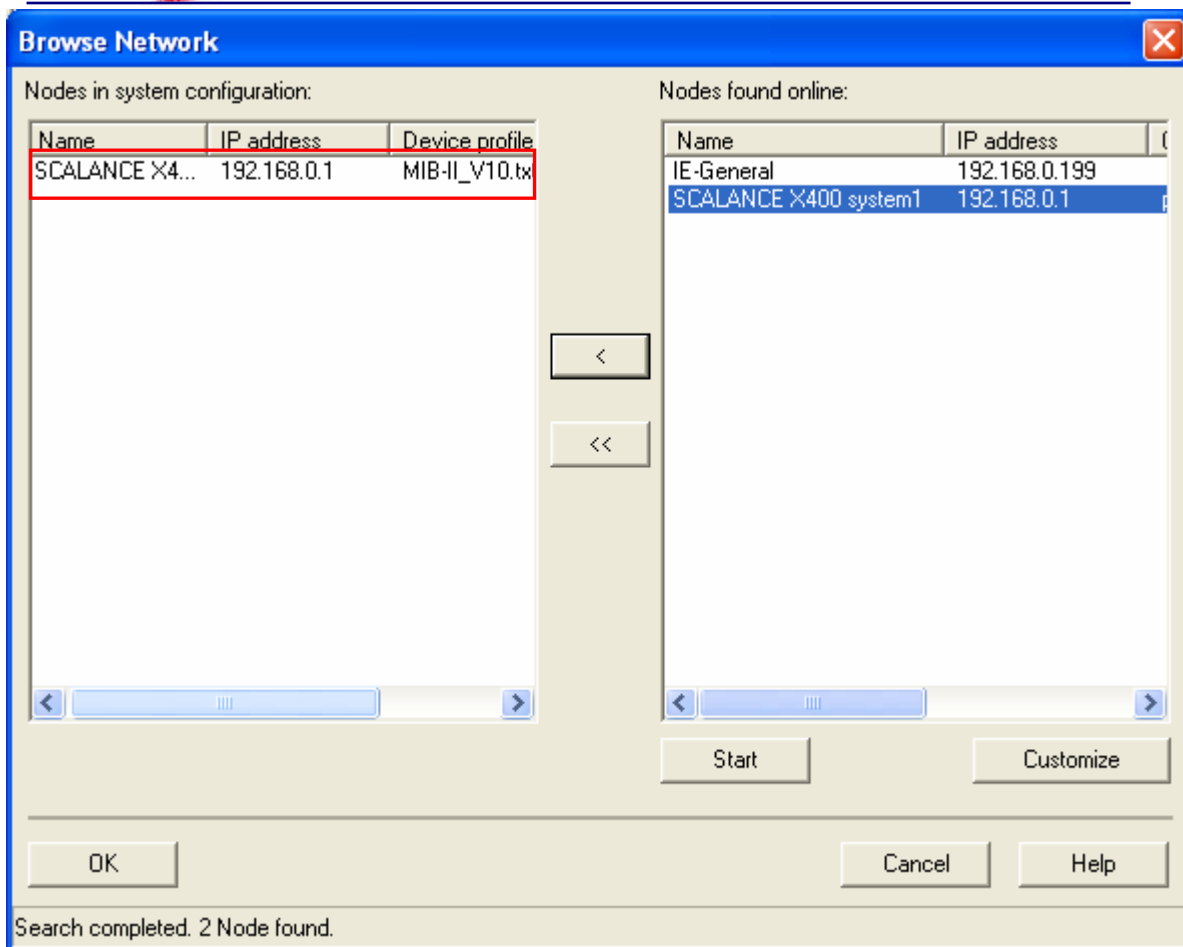 Browse Network
Nodes in system configuration:
Name IP address Device profile
SCALANCE X4... 192.168.0.1 MIB-II_V10.tx
Nodes found online:
Name IP address
IE-General 192.168.0.199
SCALANCE X400 system1 192.168.0.1
<
<<
Start Customize
OK Cancel Help
Search completed. 2 Node found.